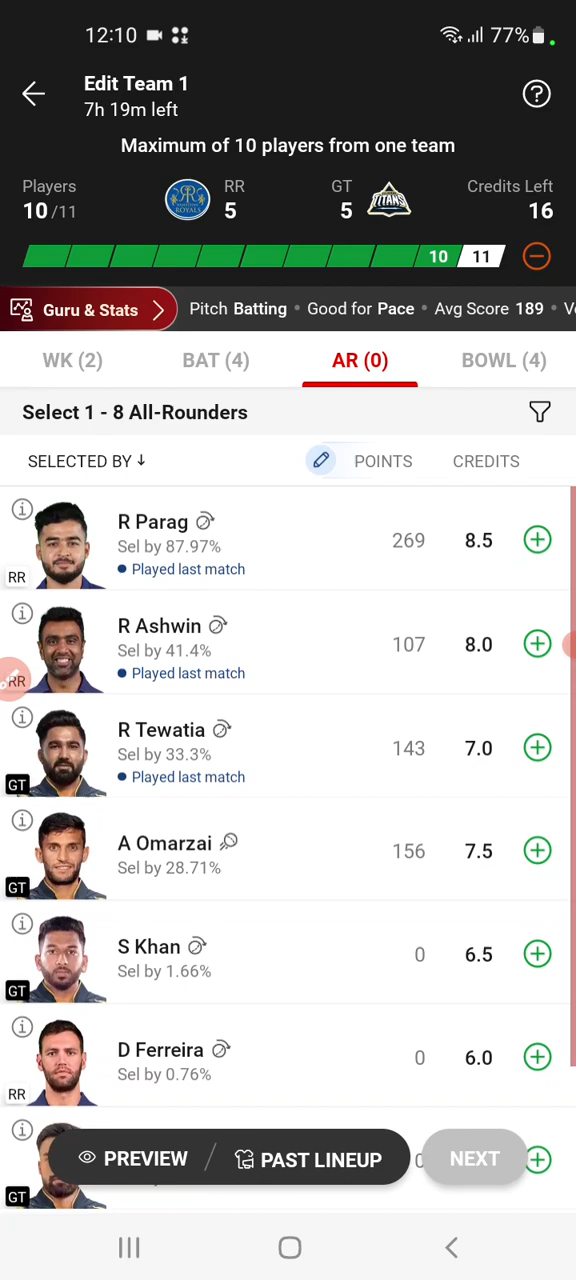 12:10 77%
Edit Team 1
7h 19m left
Maximum of 10 players from one team
Players RR GT Credits Left
10/11 5 5 16
ROYALS TITANS
10 11
Guru & Stats Pitch Batting • Good for Pace • Avg Score 189 •
WK (2) BAT (4) AR (0) BOWL (4)
Select 1 - 8 All-Rounders
SELECTED BY ↓ POINTS CREDITS
R Parag
Sel by 87.97% 269 8.5
RR • Played last match
R Ashwin
Sel by 41.4% 107 8.0
RR • Played last match
R Tewatia
Sel by 33.3% 143 7.0
GT • Played last match
A Omarzai
Sel by 28.71% 156 7.5
GT
S Khan
Sel by 1.66% 0 6.5
GT
D Ferreira
Sel by 0.76% 0 6.0
RR
PREVIEW / PAST LINEUP NEXT
GT